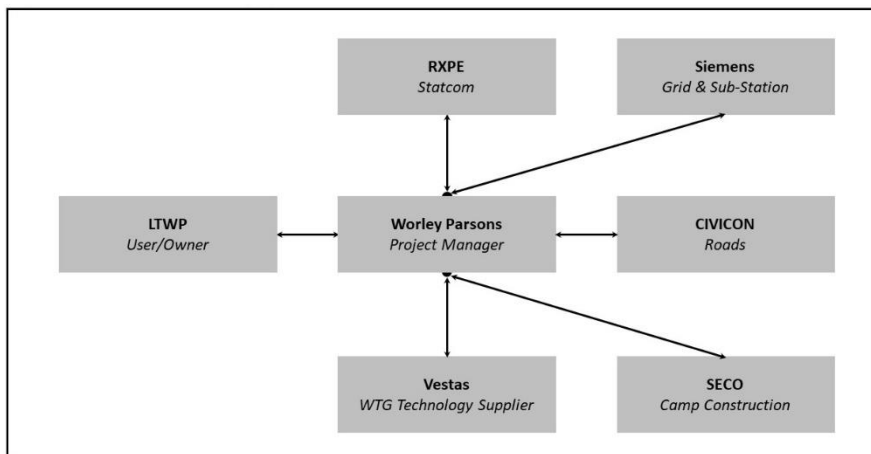 RXPE
Statcom
Siemens
Grid & Sub-Station
LTWP
User/Owner
Worley Parsons
Project Manager
CIVICON
Roads
Vestas
WTG Technology Supplier
SECO
Camp Construction